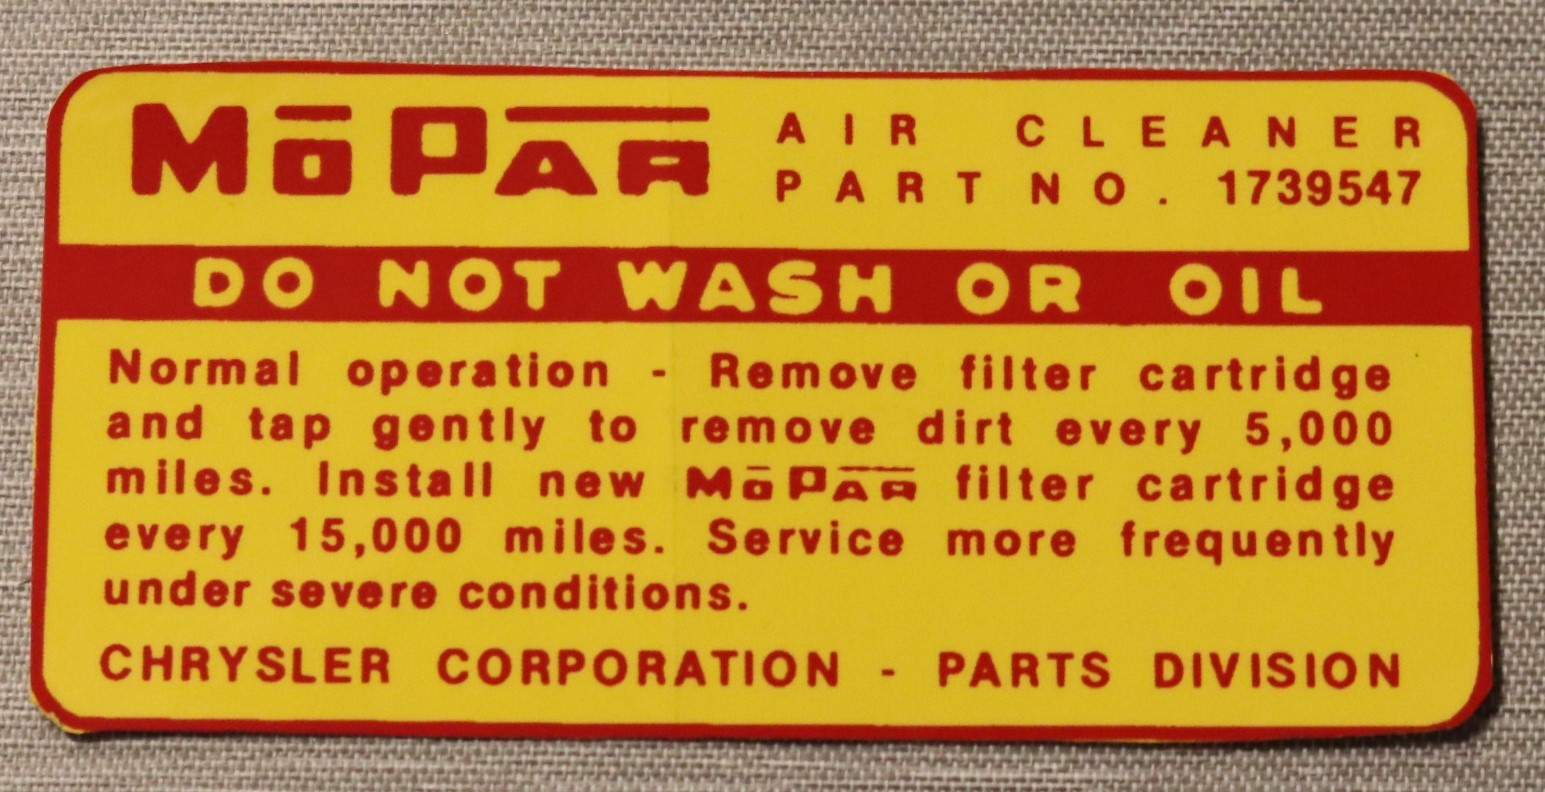 MōPAR AIR CLEANER
PART NO. 1739547
DO NOT WASH OR OIL
Normal operation - Remove filter cartridge
and tap gently to remove dirt every 5,000
miles. Install new MōPAR filter cartridge
every 15,000 miles. Service more frequently
under severe conditions.
CHRYSLER CORPORATION - PARTS DIVISION